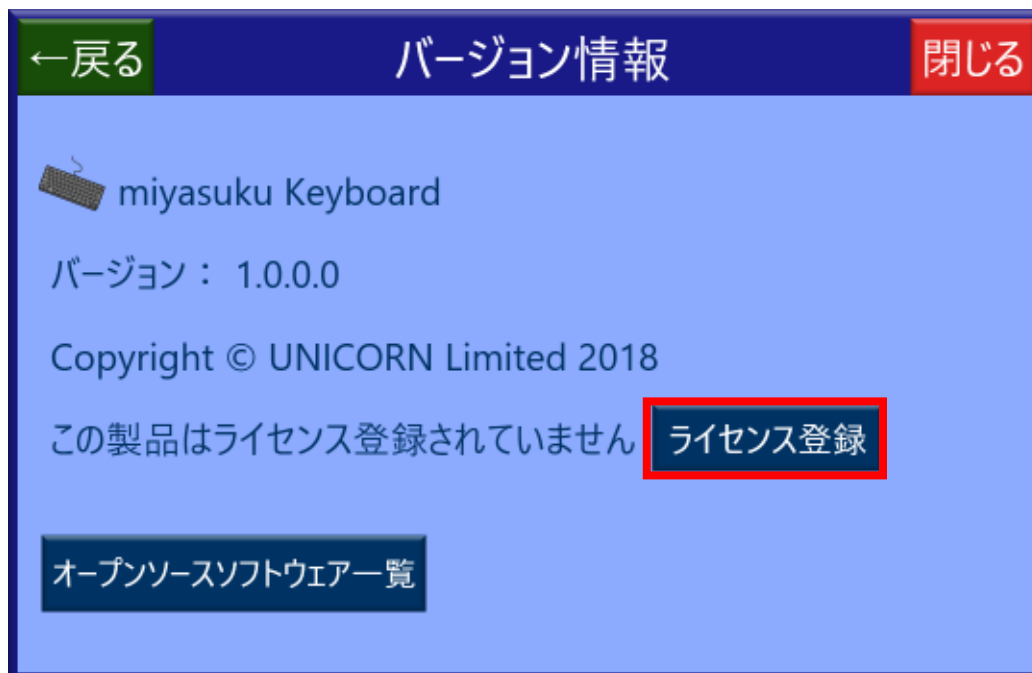 ←戻る バージョン情報 閉じる
miyasuku Keyboard
バージョン： 1.0.0.0
Copyright © UNICORN Limited 2018
この製品はライセンス登録されていません ライセンス登録
オープンソースソフトウェア一覧